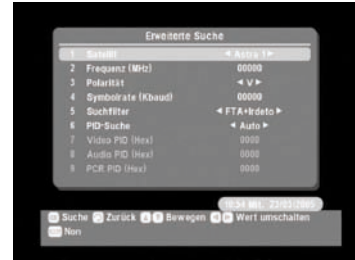 Erweiterte Suche
1 Satellit ◄ Astra 1 ►
2 Frequenz (MHz) 00000
3 Polarität ◄ V ►
4 Symbolrate (Kbaud) 00000
5 Suchfilter ◄ FTA+Irdeto ►
6 PID-Suche ◄ Auto ►
7 Video PID (Hex) 0000
8 Audio PID (Hex) 0000
9 PCR PID (Hex) 0000
10:54 Mit. 23/03/2005
Suche Zurück Bewegen Wert umschalten
Non